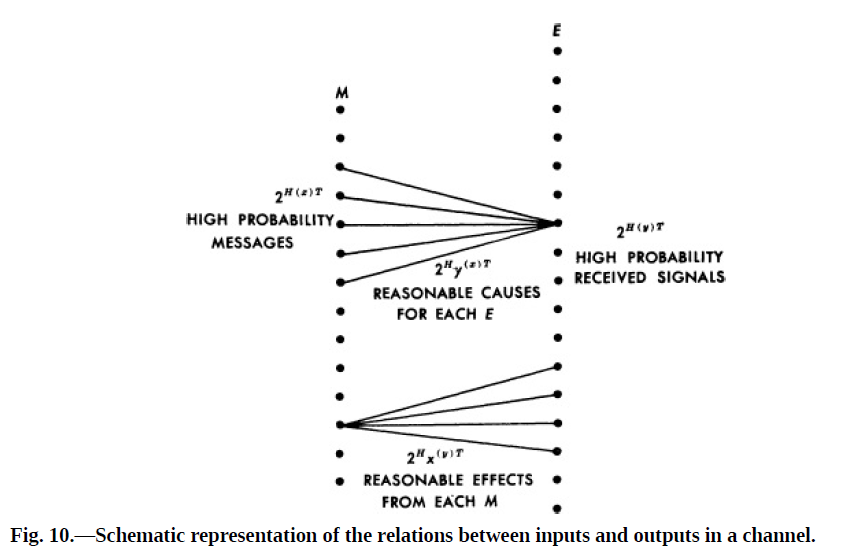 E
M
2^{H(x)T}
HIGH PROBABILITY
MESSAGES
2^{H(y)T}
HIGH PROBABILITY
RECEIVED SIGNALS
2^{H_y(x)T}
REASONABLE CAUSES
FOR EACH E
2^{H_x(y)T}
REASONABLE EFFECTS
FROM EACH M
Fig. 10.—Schematic representation of the relations between inputs and outputs in a channel.